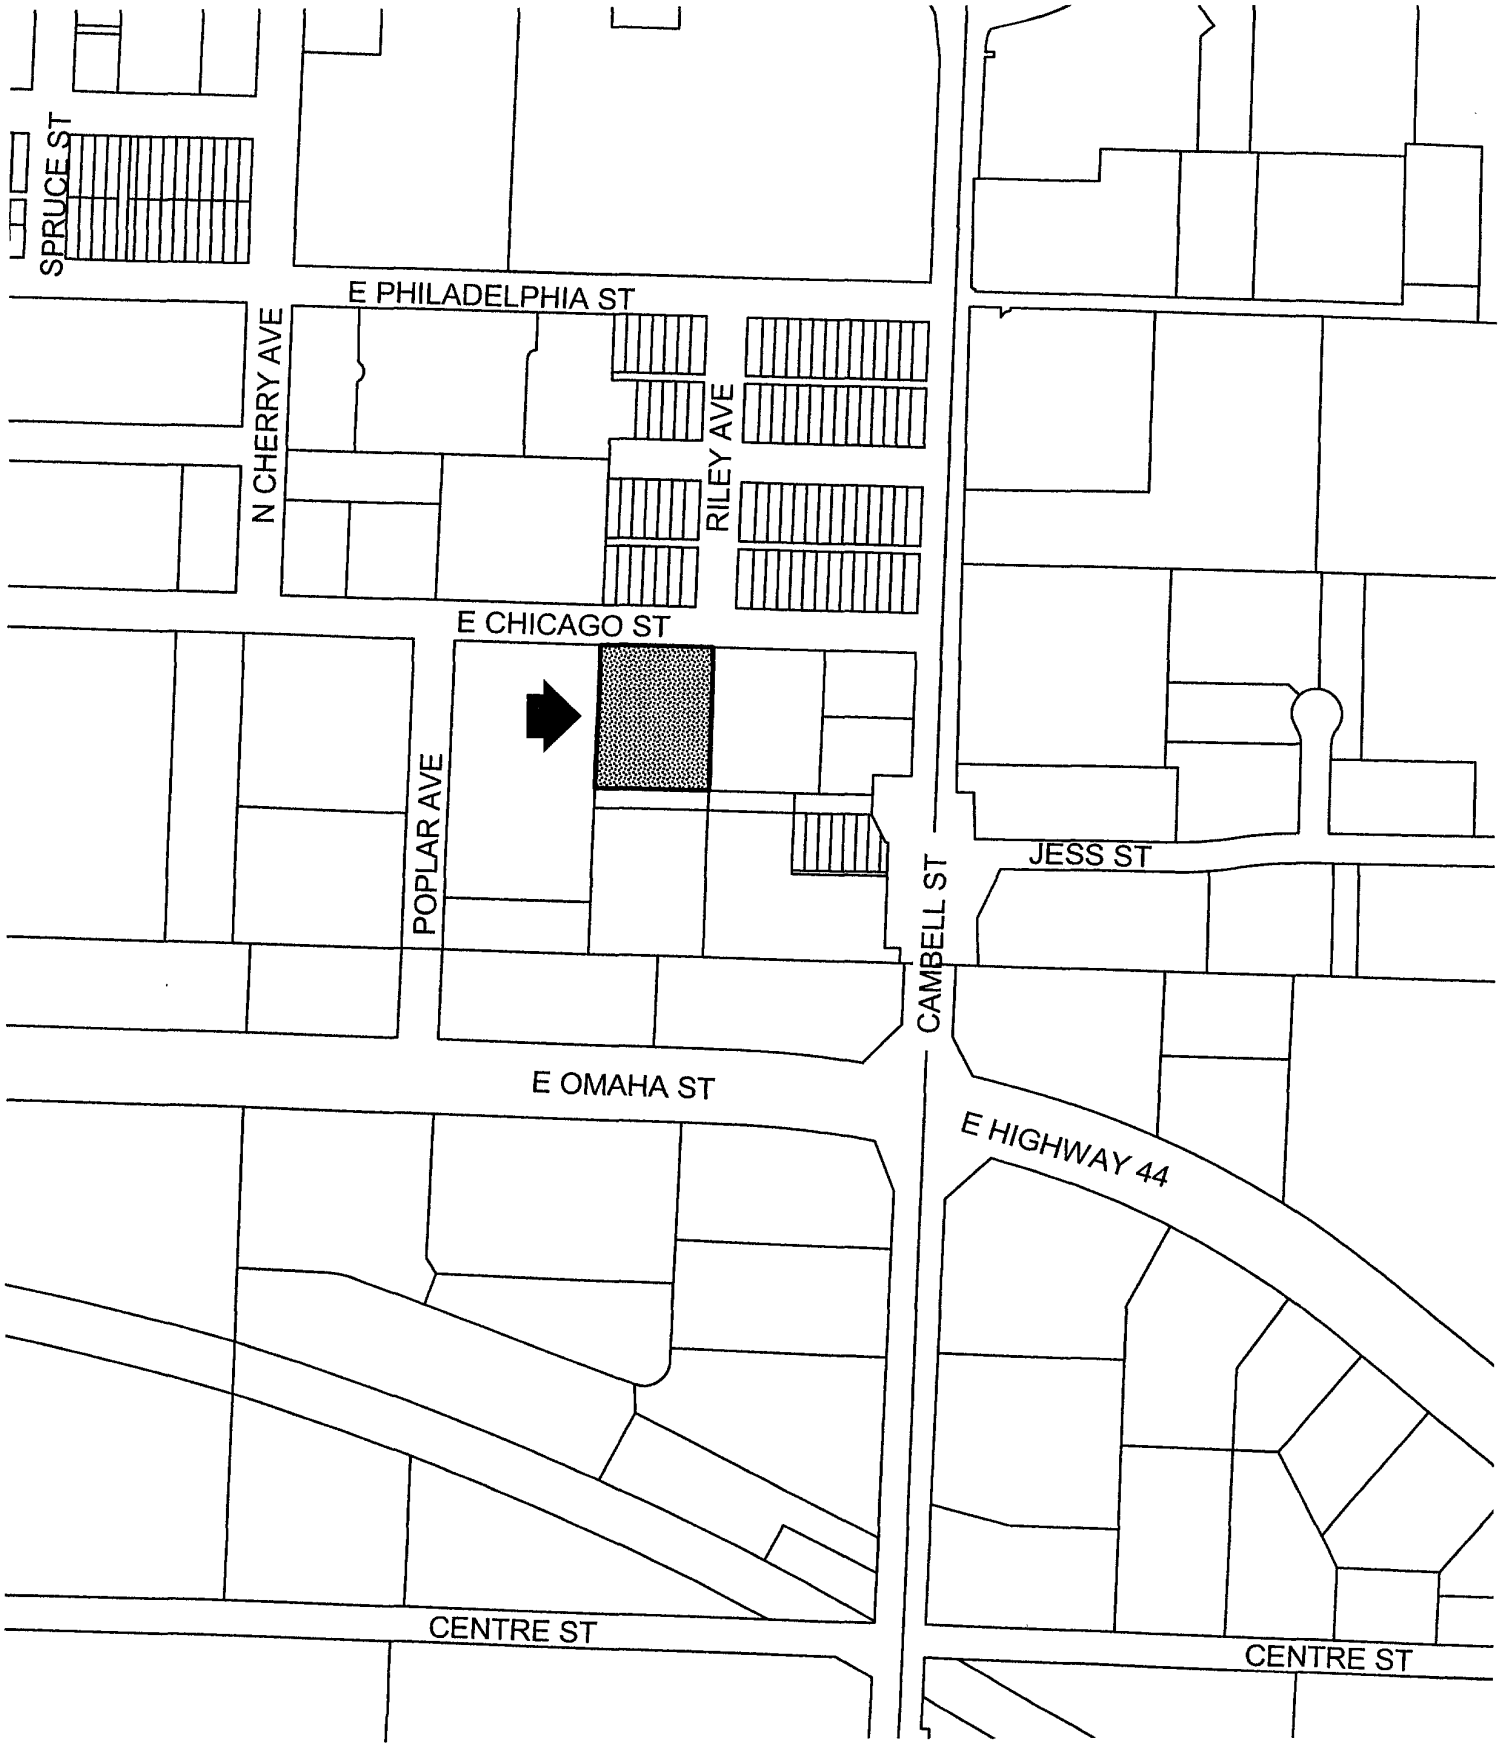 SPRUCE ST
E PHILADELPHIA ST
N CHERRY AVE
RILEY AVE
E CHICAGO ST
POPLAR AVE
JESS ST
CAMBELL ST
E OMAHA ST
E HIGHWAY 44
CENTRE ST
CENTRE ST